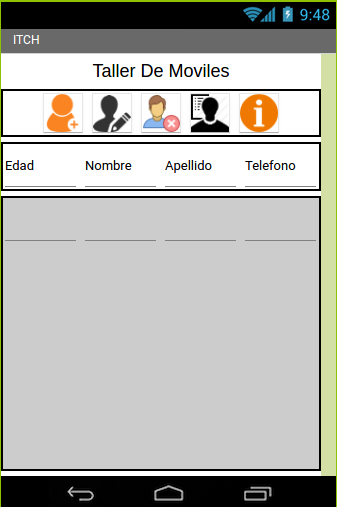 9:48
ITCH
Taller De Moviles
Edad Nombre Apellido Telefono